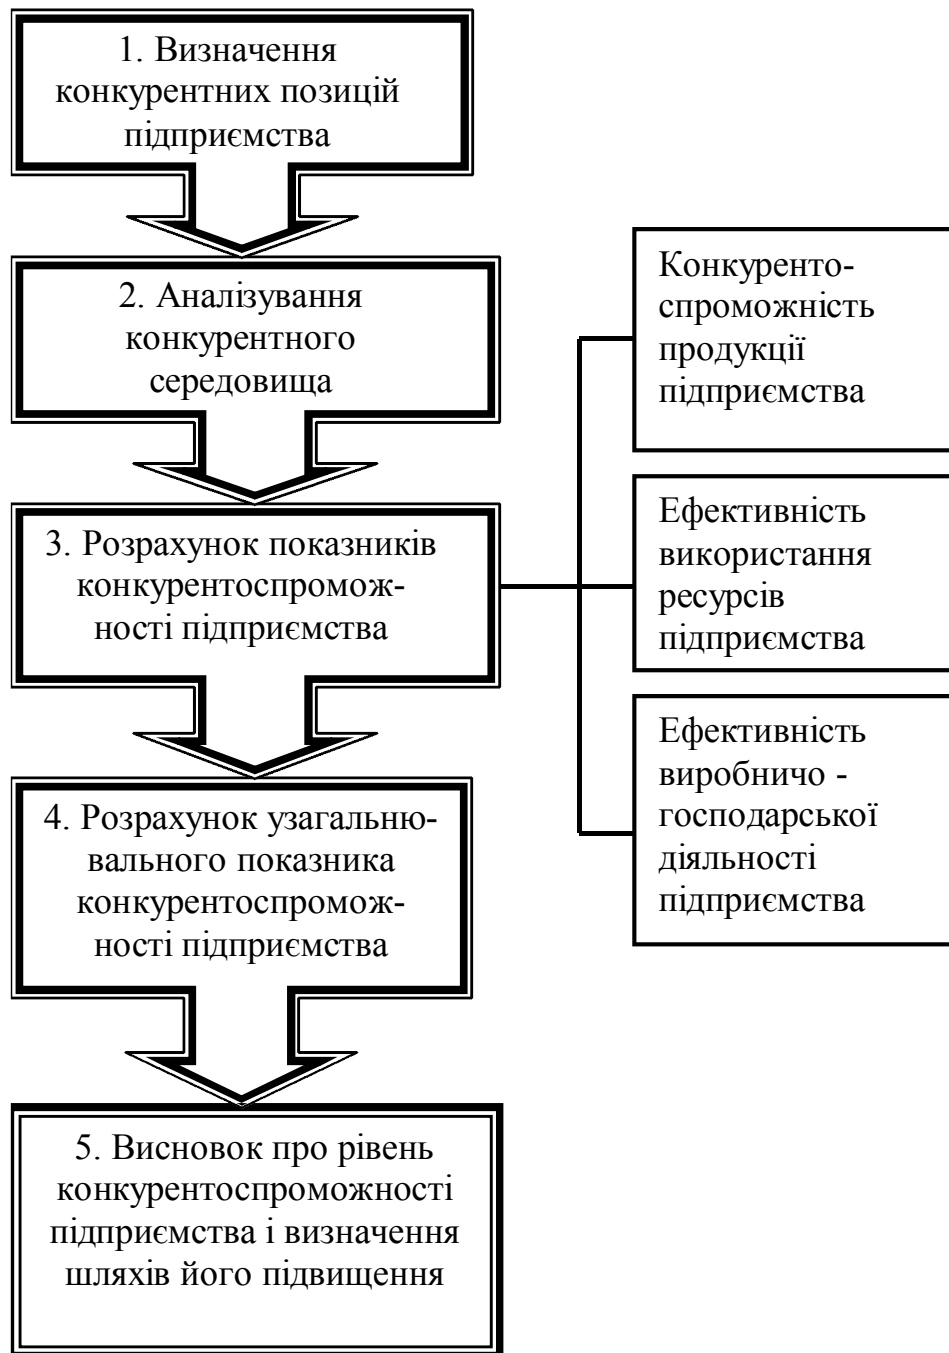 1. Визначення
конкурентних позицій
підприємства
2. Аналізування
конкурентного
середовища
3. Розрахунок показників
конкурентоспромож-
ності підприємства
4. Розрахунок узагальню-
вального показника
конкурентоспромож-
ності підприємства
5. Висновок про рівень
конкурентоспроможності
підприємства і визначення
шляхів його підвищення
Конкуренто-
спроможність
продукції
підприємства
Ефективність
використання
ресурсів
підприємства
Ефективність
виробничо -
господарської
діяльності
підприємства